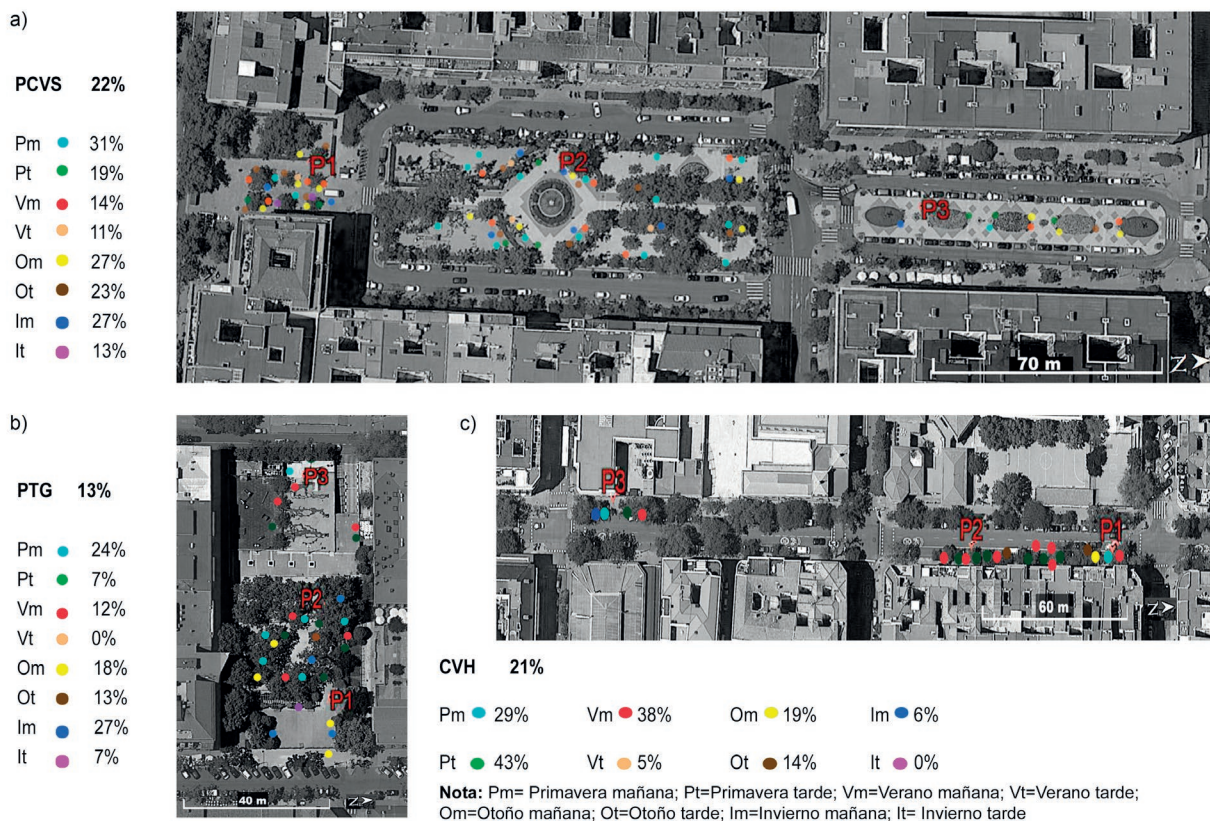 a)
PCVS 22%
Pm 31%
Pt 19%
Vm 14%
Vt 11%
Om 27%
Ot 23%
Im 27%
It 13%
P1
P2
P3
70 m
Z
b)
PTG 13%
Pm 24%
Pt 7%
Vm 12%
Vt 0%
Om 18%
Ot 13%
Im 27%
It 7%
P3
P2
P1
40 m
Z
c)
P3
P2
P1
60 m
Z
CVH 21%
Pm 29% Vm 38% Om 19% Im 6%
Pt 43% Vt 5% Ot 14% It 0%
Nota: Pm= Primavera mañana; Pt=Primavera tarde; Vm=Verano mañana; Vt=Verano tarde;
Om=Otoño mañana; Ot=Otoño tarde; Im=Invierno mañana; It= Invierno tarde